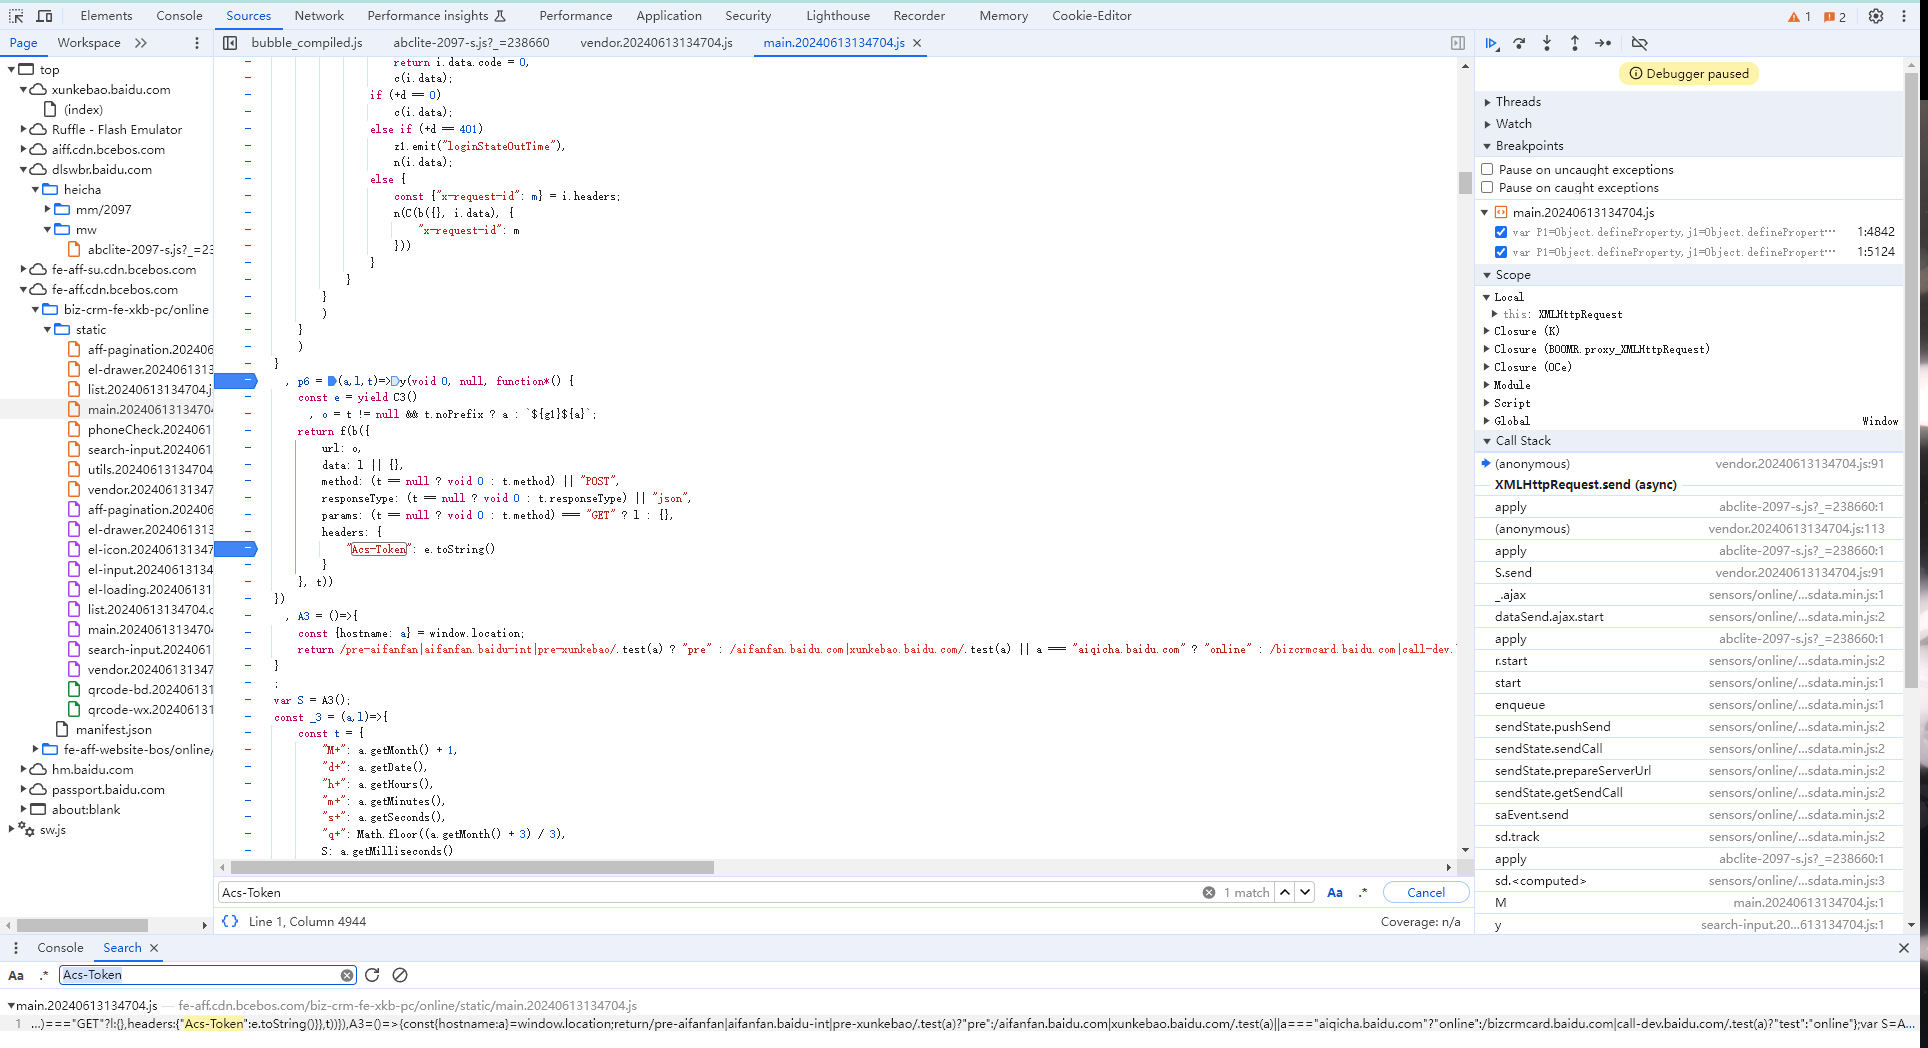 Elements Console Sources Network Performance insights Performance Application Security Lighthouse Recorder Memory Cookie-Editor 1 2
Page Workspace
top
xunkebao.baidu.com
(index)
Ruffle - Flash Emulator
aiff.cdn.bcebos.com
dlswbr.baidu.com
heicha
mm/2097
mw
abclite-2097-s.js?_=23
fe-aff-su.cdn.bcebos.com
fe-aff.cdn.bcebos.com
biz-crm-fe-xkb-pc/online
static
aff-pagination.20240
el-drawer.202406131
list.20240613134704.j
main.20240613134704
phoneCheck.2024061
search-input.2024061
utils.20240613134704
vendor.20240613134
aff-pagination.20240
el-drawer.202406131
el-icon.2024061313
el-input.202406131
el-loading.20240613
list.20240613134704.c
main.2024061313470
search-input.2024061
vendor.20240613134
qrcode-bd.20240613
qrcode-wx.20240613
manifest.json
fe-aff-website-bos/online/
hm.baidu.com
passport.baidu.com
about:blank
sw.js
bubble_compiled.js abclite-2097-s.js?_=238660 vendor.20240613134704.js main.20240613134704.js
return i.data.code = 0,
c(i.data);
if (+d == 0)
c(i.data);
else if (+d == 401)
z1.emit("loginStateOutTime"),
n(i.data);
else {
const {"x-request-id": m} = i.headers;
n(C(b({}, i.data), {
"x-request-id": m
}))
}
}
}
)
}
)
}
, p6 = (a,l,t)=>y(void 0, null, function*() {
const e = yield C3()
, o = t != null && t.noPrefix ? a : `${g1}${a}`;
return f(b({
url: o,
data: l || {},
method: (t == null ? void 0 : t.method) || "POST",
responseType: (t == null ? void 0 : t.responseType) || "json",
params: (t == null ? void 0 : t.method) === "GET" ? l : {},
headers: {
"Acs-Token": e.toString()
}
}, t))
})
, A3 = ()=>{
const {hostname: a} = window.location;
return /pre-aifanfan|aifanfan.baidu-int|pre-xunkebao/.test(a) ? "pre" : /aifanfan.baidu.com|xunkebao.baidu.com/.test(a) || a === "aiqicha.baidu.com" ? "online" : /bizcrmcard.baidu.com|call-dev.
}
;
var S = A3();
const _3 = (a,l)=>{
const t = {
"M+": a.getMonth() + 1,
"d+": a.getDate(),
"h+": a.getHours(),
"m+": a.getMinutes(),
"s+": a.getSeconds(),
"q+": Math.floor((a.getMonth() + 3) / 3),
S: a.getMilliseconds()
Acs-Token 1 match Aa .* Cancel
{} Line 1, Column 4944 Coverage: n/a
Debugger paused
Threads
Watch
Breakpoints
Pause on uncaught exceptions
Pause on caught exceptions
main.20240613134704.js
var P1=Object.defineProperty,j1=Object.definePropert… 1:4842
var P1=Object.defineProperty,j1=Object.definePropert… 1:5124
Scope
Local
this: XMLHttpRequest
Closure (K)
Closure (BOOMR.proxy_XMLHttpRequest)
Closure (OCe)
Module
Script
Global Window
Call Stack
(anonymous) vendor.20240613134704.js:91
XMLHttpRequest.send (async)
apply abclite-2097-s.js?_=238660:1
(anonymous) vendor.20240613134704.js:113
apply abclite-2097-s.js?_=238660:1
S.send vendor.20240613134704.js:91
_.ajax sensors/online/…sdata.min.js:1
dataSend.ajax.start sensors/online/…sdata.min.js:2
apply abclite-2097-s.js?_=238660:1
r.start sensors/online/…sdata.min.js:2
start sensors/online/…sdata.min.js:1
enqueue sensors/online/…sdata.min.js:1
sendState.pushSend sensors/online/…sdata.min.js:2
sendState.sendCall sensors/online/…sdata.min.js:2
sendState.prepareServerUrl sensors/online/…sdata.min.js:2
sendState.getSendCall sensors/online/…sdata.min.js:2
saEvent.send sensors/online/…sdata.min.js:2
sd.track sensors/online/…sdata.min.js:2
apply abclite-2097-s.js?_=238660:1
sd.<computed> sensors/online/…sdata.min.js:3
M main.20240613134704.js:1
y search-input.20…613134704.js:1
Console Search
Aa .* Acs-Token
main.20240613134704.js — fe-aff.cdn.bcebos.com/biz-crm-fe-xkb-pc/online/static/main.20240613134704.js
1 …)==="GET"?l:{},headers:{"Acs-Token":e.toString()}},t))}),A3=()=>{const{hostname:a}=window.location;return/pre-aifanfan|aifanfan.baidu-int|pre-xunkebao/.test(a)?"pre":/aifanfan.baidu.com|xunkebao.baidu.com/.test(a)||a==="aiqicha.baidu.com"?"online":/bizcrmcard.baidu.com|call-dev.baidu.com/.test(a)?"test":"online"};var S=A…